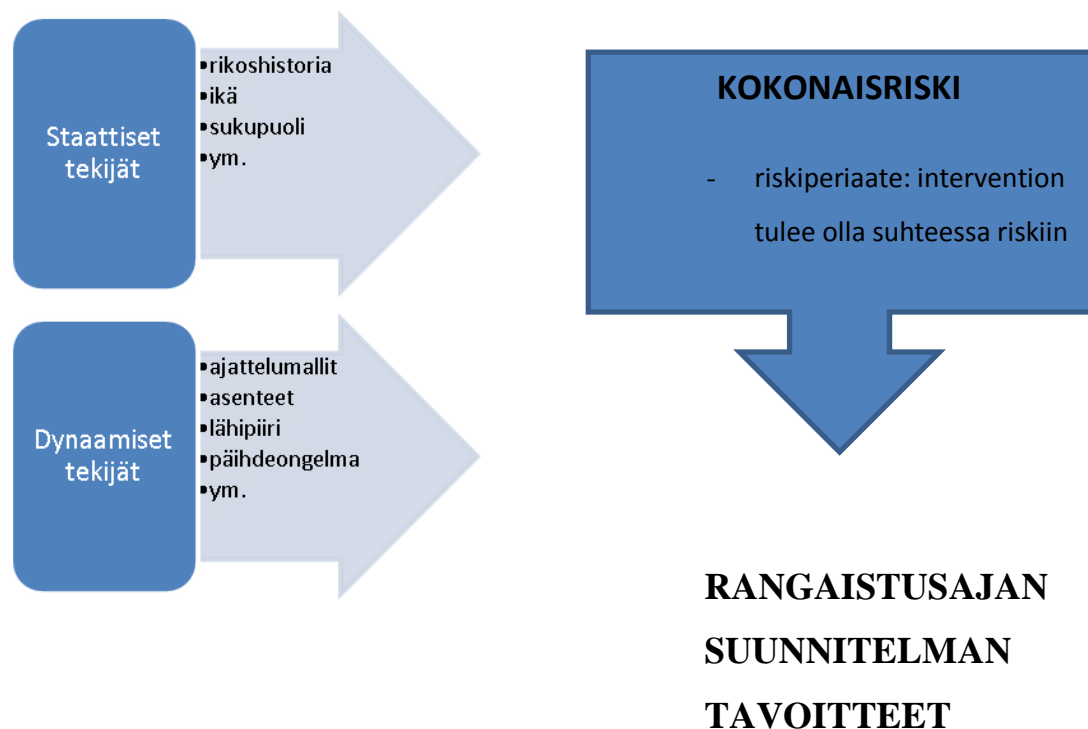 Staattiset
tekijät
•rikoshistoria
•ikä
•sukupuoli
•ym.
Dynaamiset
tekijät
•ajattelumallit
•asenteet
•lähipiiri
•päihdeongelma
•ym.
KOKONAISRISKI
- riskiperiaate: intervention
tulee olla suhteessa riskiin
RANGAISTUSAJAN
SUUNNITELMAN
TAVOITTEET